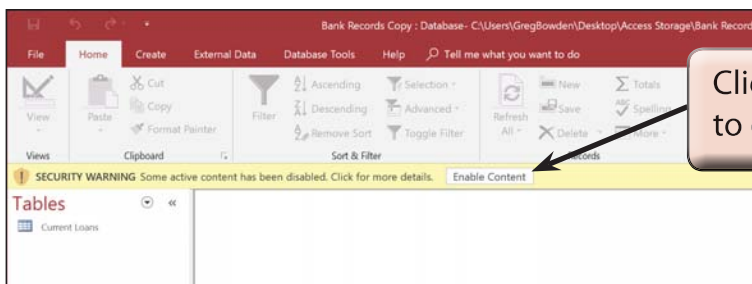 Bank Records Copy : Database- C:\Users\GregBowden\Desktop\Access Storage\Bank Record
File Home Create External Data Database Tools Help Tell me what you want to do
View Paste Cut Copy Format Painter
Filter Ascending Descending Remove Sort Selection Advanced Toggle Filter
Refresh All New Save Delete Totals Spelling More
Views Clipboard Sort & Filter Records
SECURITY WARNING Some active content has been disabled. Click for more details. Enable Content
Tables
Current Loans
to